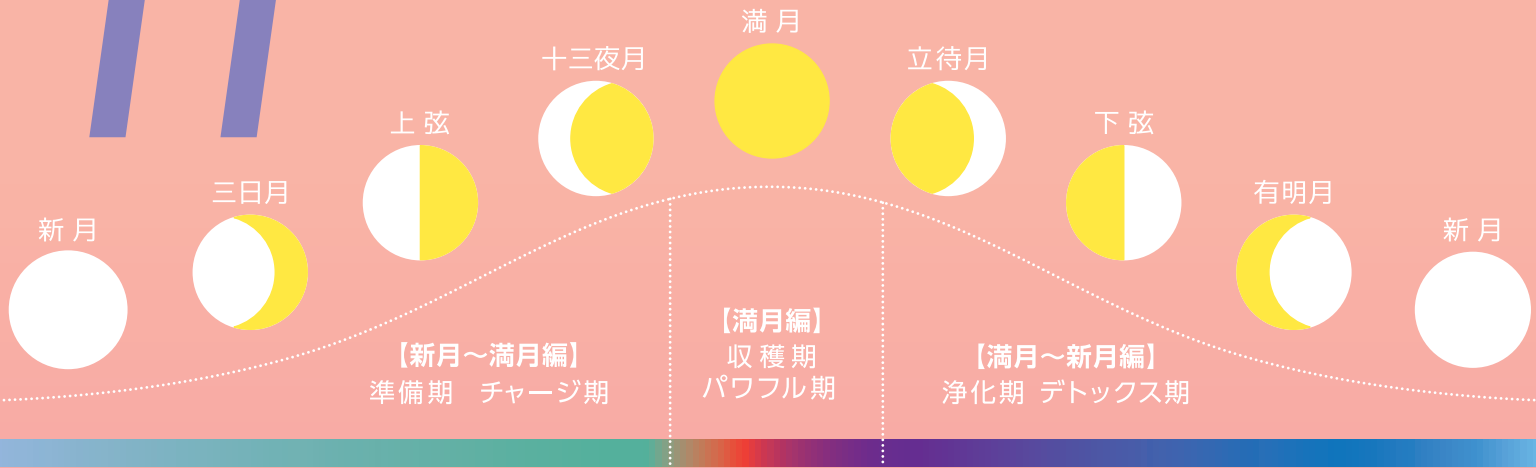 新月
三日月
上弦
十三夜月
満月
立待月
下弦
有明月
新月
【新月〜満月編】
準備期　チャージ期
【満月編】
収穫期
パワフル期
【満月〜新月編】
浄化期 デトックス期